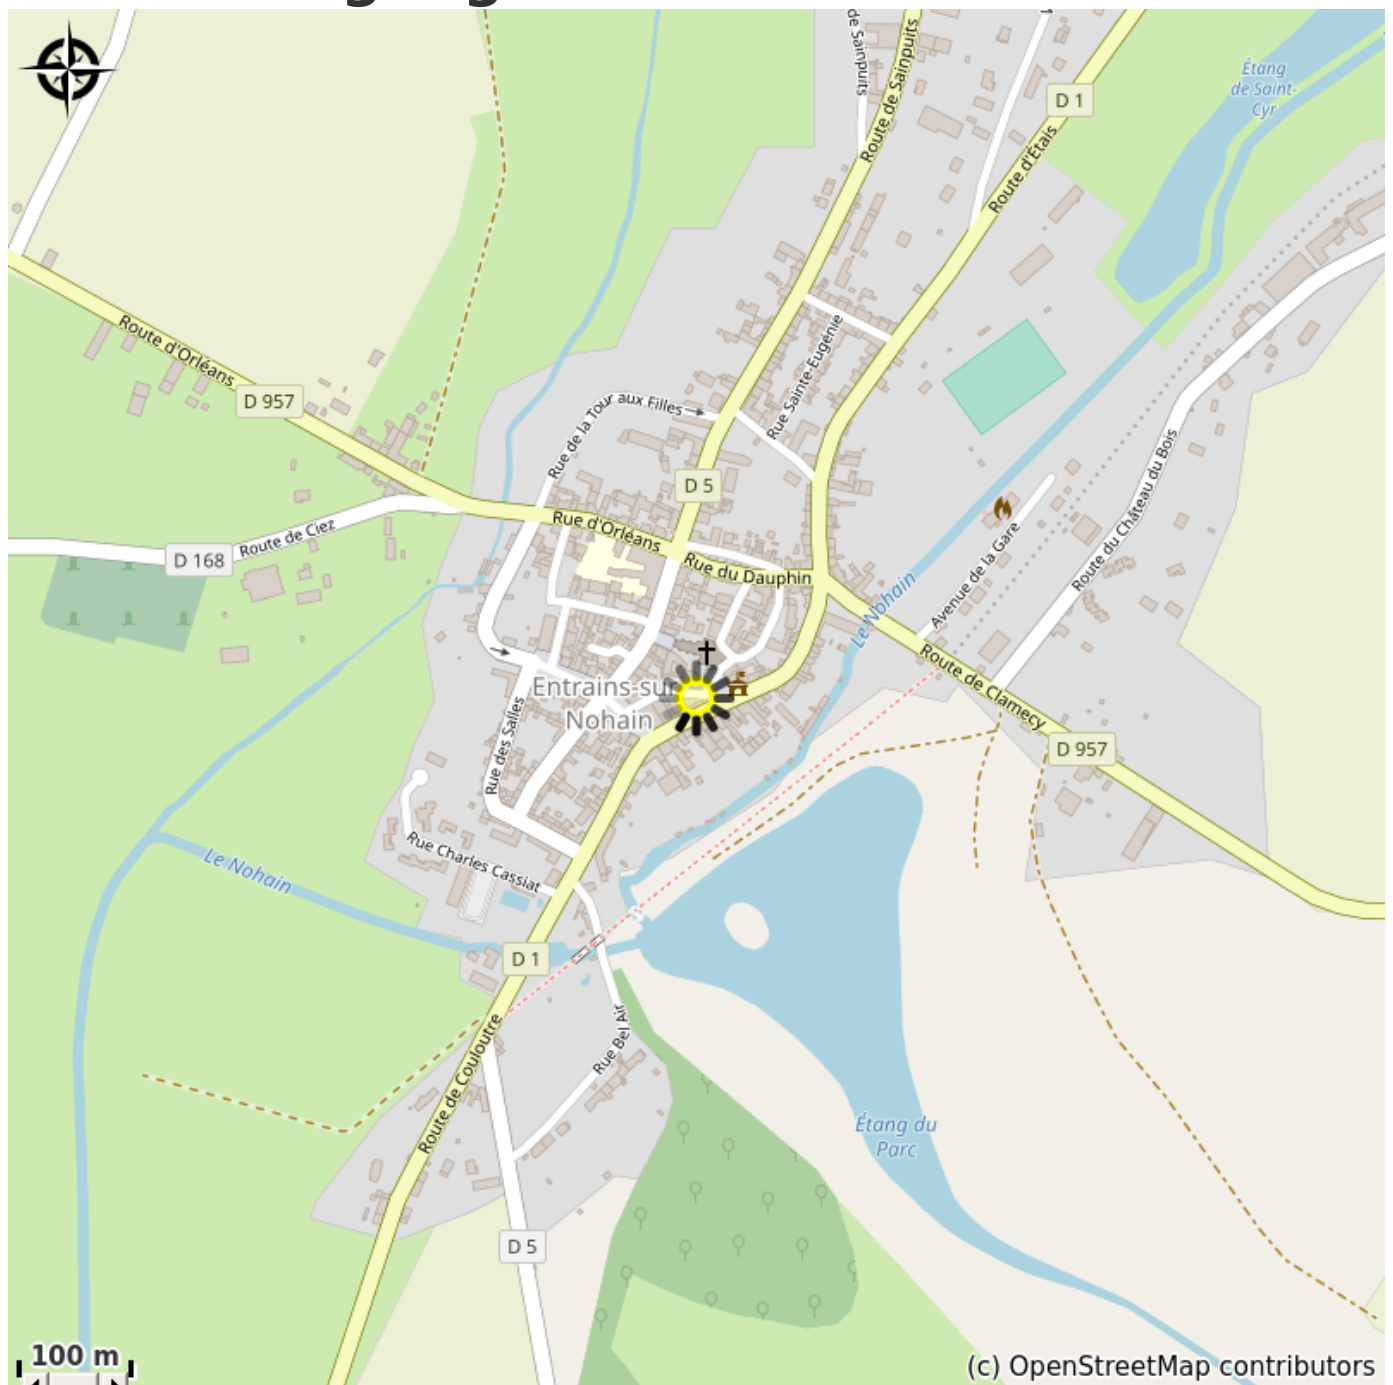 de Sainpuits
Route de Sainpuits
D 1
Étang
de Saint-
Cyr
Route d'Étais
Route d'Orléans
D 957
Rue Sainte-Eugénie
Rue de la Tour aux Filles
D 5
Route du Château du Bois
Rue d'Orléans
Route de Ciez
D 168
Rue du Dauphin
Avenue de la Gare
Le Nohain
Route de Clamecy
Entrains-sur
Nohain
Rue des Salles
D 957
Rue Charles Cassiat
Le Nohain
D 1
Rue Bel Air
Route de Couloutre
Étang du
Parc
D 5
100 m
(c) OpenStreetMap contributors